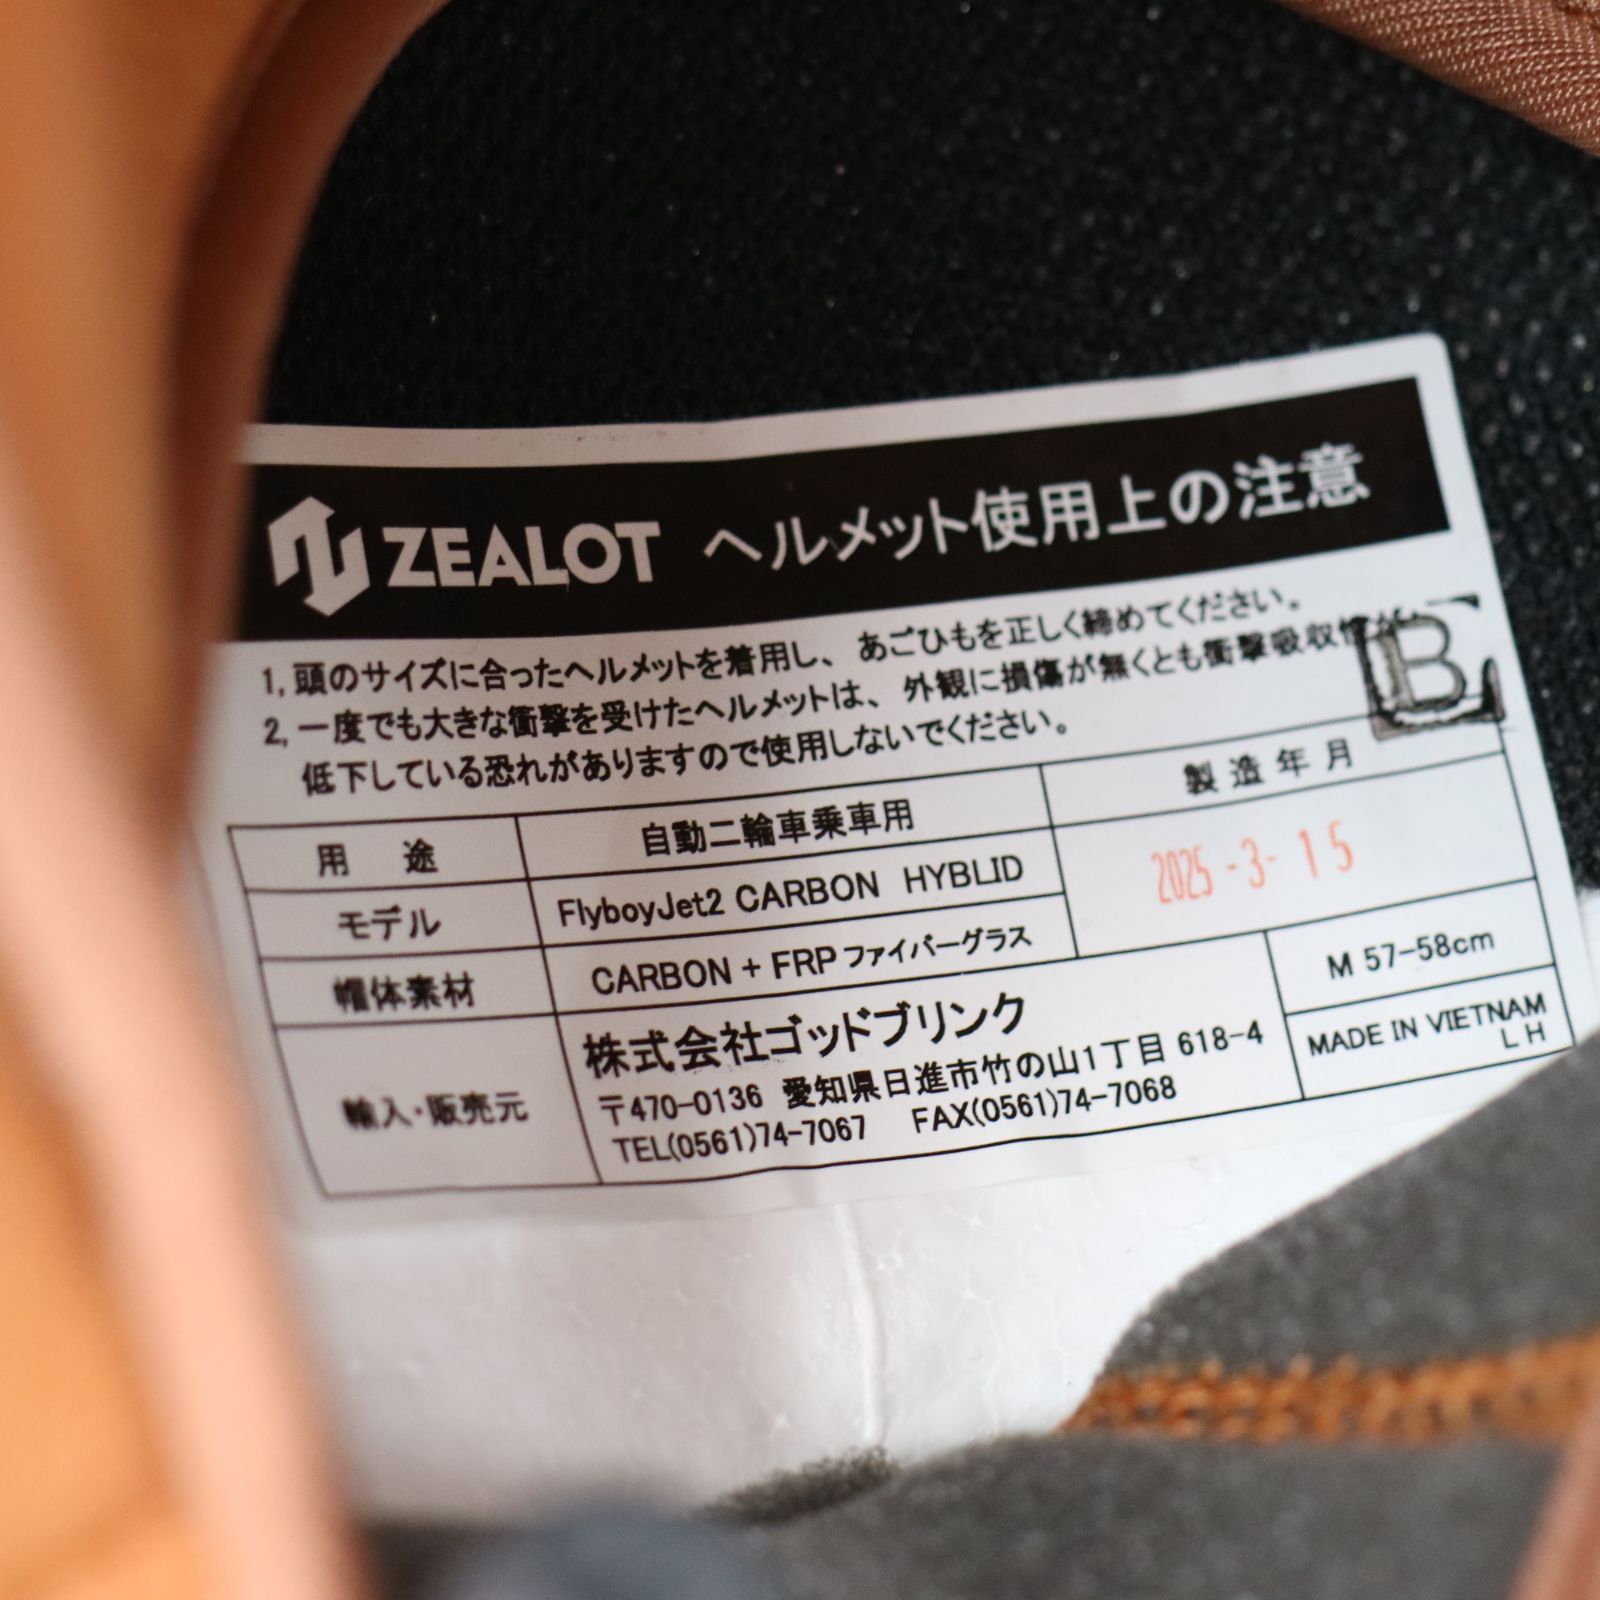 ZEALOT ヘルメット使用上の注意
1, 頭のサイズに合ったヘルメットを着用し、あごひもを正しく締めてください。
2, 一度でも大きな衝撃を受けたヘルメットは、外観に損傷が無くとも衝撃吸収性が
低下している恐れがありますので使用しないでください。
B
用　途 自動二輪車乗車用 製造年月
モデル FlyboyJet2 CARBON HYBLID 2025-3-15
帽体素材 CARBON + FRPファイバーグラス M 57-58cm
輸入・販売元 株式会社ゴッドブリンク MADE IN VIETNAM
L H
〒470-0136 愛知県日進市竹の山1丁目 618-4
TEL(0561)74-7067 FAX(0561)74-7068